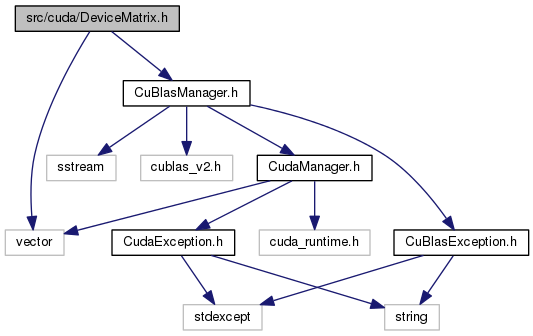 src/cuda/DeviceMatrix.h
CuBlasManager.h
sstream
cublas_v2.h
CudaManager.h
vector
CudaException.h
cuda_runtime.h
CuBlasException.h
stdexcept
string